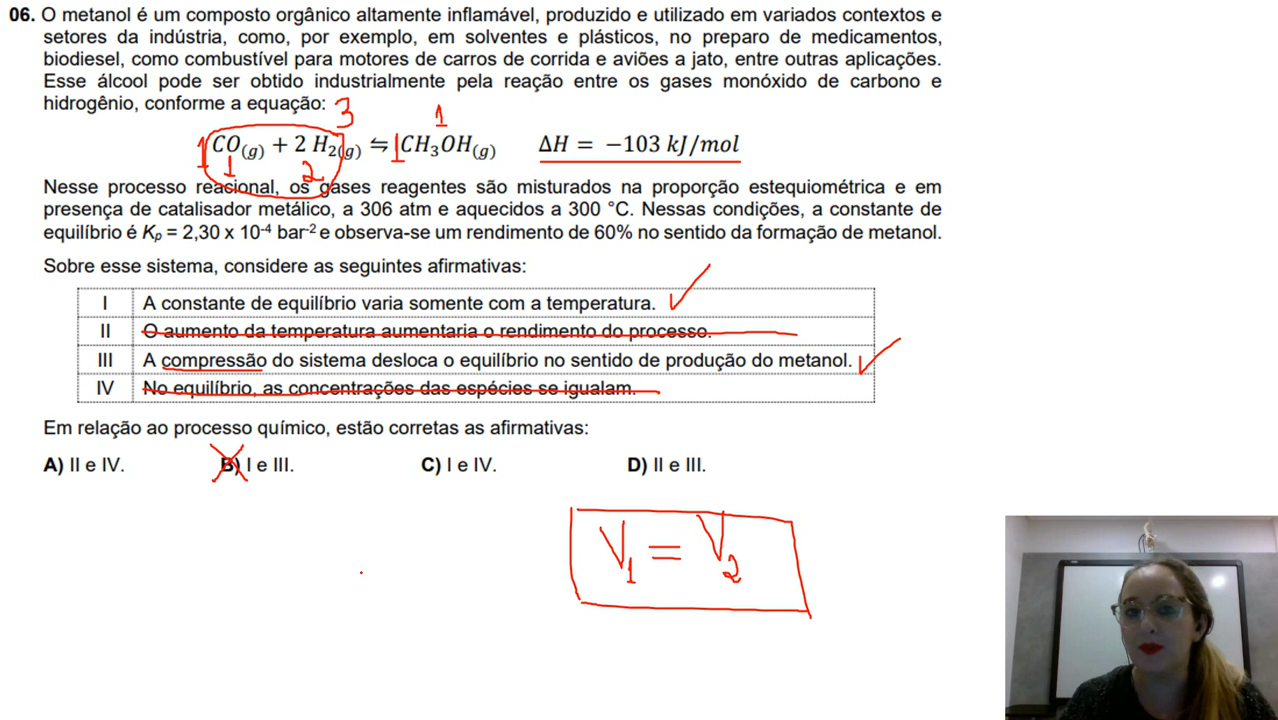 06. O metanol é um composto orgânico altamente inflamável, produzido e utilizado em variados contextos e
setores da indústria, como, por exemplo, em solventes e plásticos, no preparo de medicamentos,
biodiesel, como combustível para motores de carros de corrida e aviões a jato, entre outras aplicações.
Esse álcool pode ser obtido industrialmente pela reação entre os gases monóxido de carbono e
hidrogênio, conforme a equação:
3 1
1 CO(g) + 2 H2(g) ⇋ 1 CH3OH(g) ΔH = −103 kJ/mol
1 2
Nesse processo reacional, os gases reagentes são misturados na proporção estequiométrica e em
presença de catalisador metálico, a 306 atm e aquecidos a 300 °C. Nessas condições, a constante de
equilíbrio é Kp = 2,30 x 10-4 bar-2 e observa-se um rendimento de 60% no sentido da formação de metanol.
Sobre esse sistema, considere as seguintes afirmativas:
I A constante de equilíbrio varia somente com a temperatura.
II O aumento da temperatura aumentaria o rendimento do processo.
III A compressão do sistema desloca o equilíbrio no sentido de produção do metanol.
IV No equilíbrio, as concentrações das espécies se igualam.
Em relação ao processo químico, estão corretas as afirmativas:
A) II e IV. B) I e III. C) I e IV. D) II e III.
V1 = V2